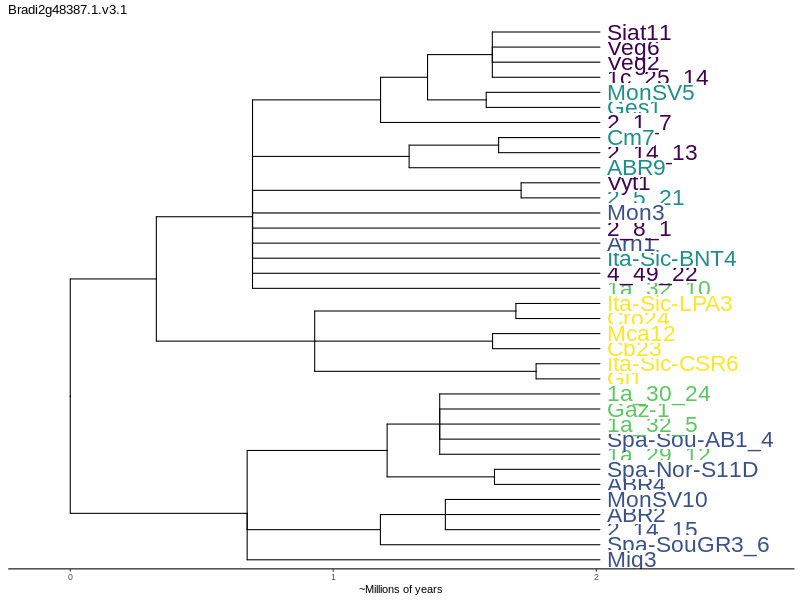 Bradi2g48387.1.v3.1
Siat11
Veg6
Veg2
1c_25_14
MonSV5
Ges1
2_1_7
Cm7
2_14_13
ABR9
Vyt1
2_5_21
Mon3
2_8_1
Arn1
Ita-Sic-BNT4
4_49_22
1a_32_10
Ita-Sic-LPA3
Cro24
Mca12
Cb23
Ita-Sic-CSR6
1a_30_24
Gaz-1
1a_32_5
Spa-Sou-AB1_4
1a_29_12
Spa-Nor-S11D
ABR4
MonSV10
ABR2
2_14_15
Spa-SouGR3_6
Mig3
0 1 2
~Millions of years